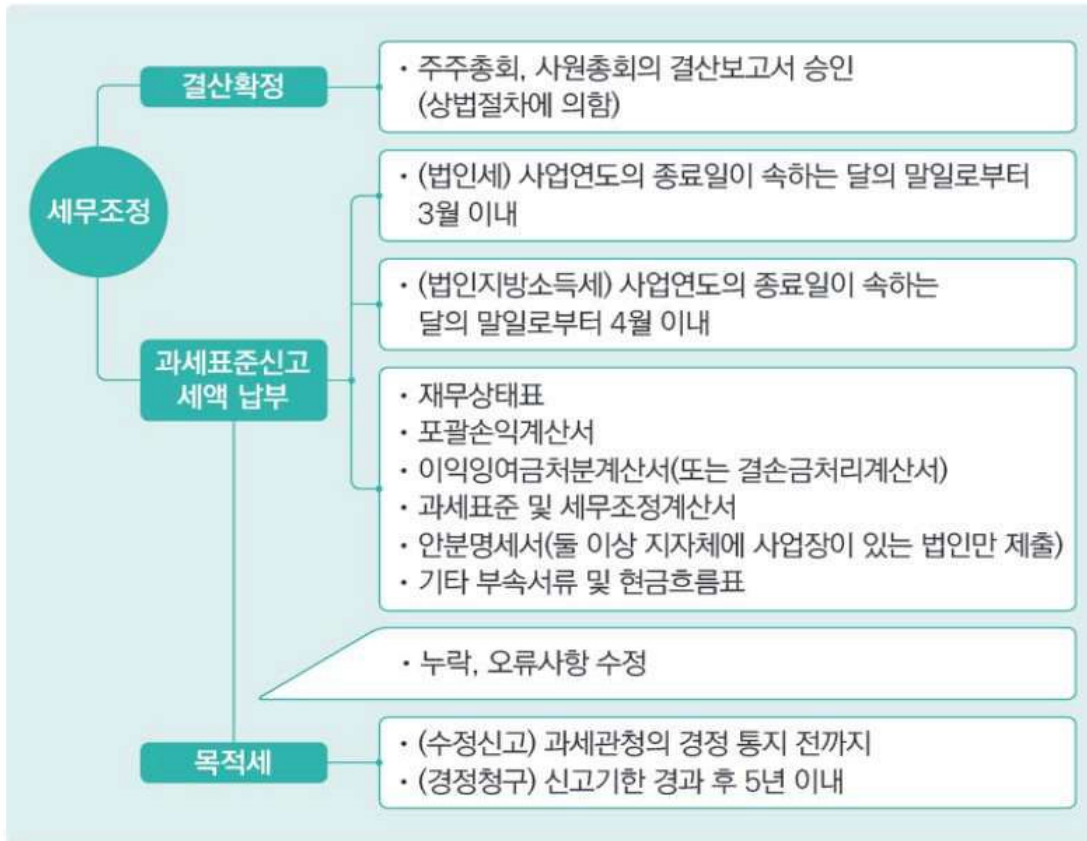 세무조정
결산확정
· 주주총회, 사원총회의 결산보고서 승인
(상법절차에 의함)
과세표준신고
세액 납부
· (법인세) 사업연도의 종료일이 속하는 달의 말일로부터
3월 이내
· (법인지방소득세) 사업연도의 종료일이 속하는
달의 말일로부터 4월 이내
· 재무상태표
· 포괄손익계산서
· 이익잉여금처분계산서(또는 결손금처리계산서)
· 과세표준 및 세무조정계산서
· 안분명세서(둘 이상 지자체에 사업장이 있는 법인만 제출)
· 기타 부속서류 및 현금흐름표
· 누락, 오류사항 수정
목적세
· (수정신고) 과세관청의 경정 통지 전까지
· (경정청구) 신고기한 경과 후 5년 이내